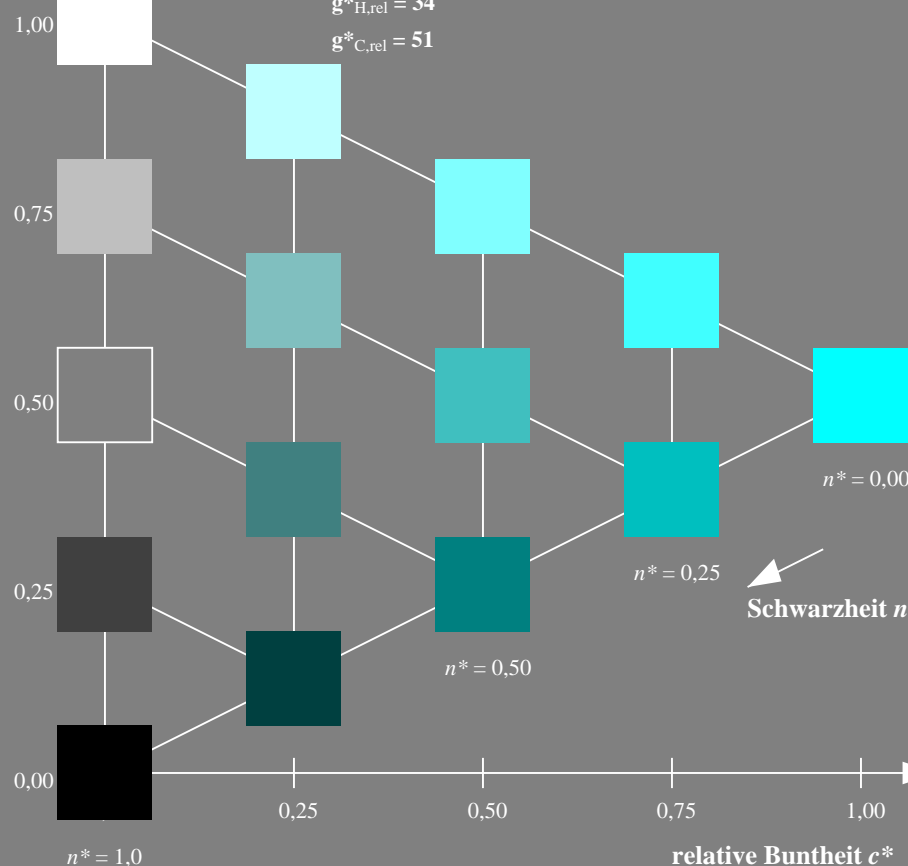 g*H,rel = 34
1,00
g*C,rel = 51
0,75
0,50
n* = 0,00
n* = 0,25
0,25
Schwarzheit n
n* = 0,50
0,00
0,25 0,50 0,75 1,00
n* = 1,0
relative Buntheit c*